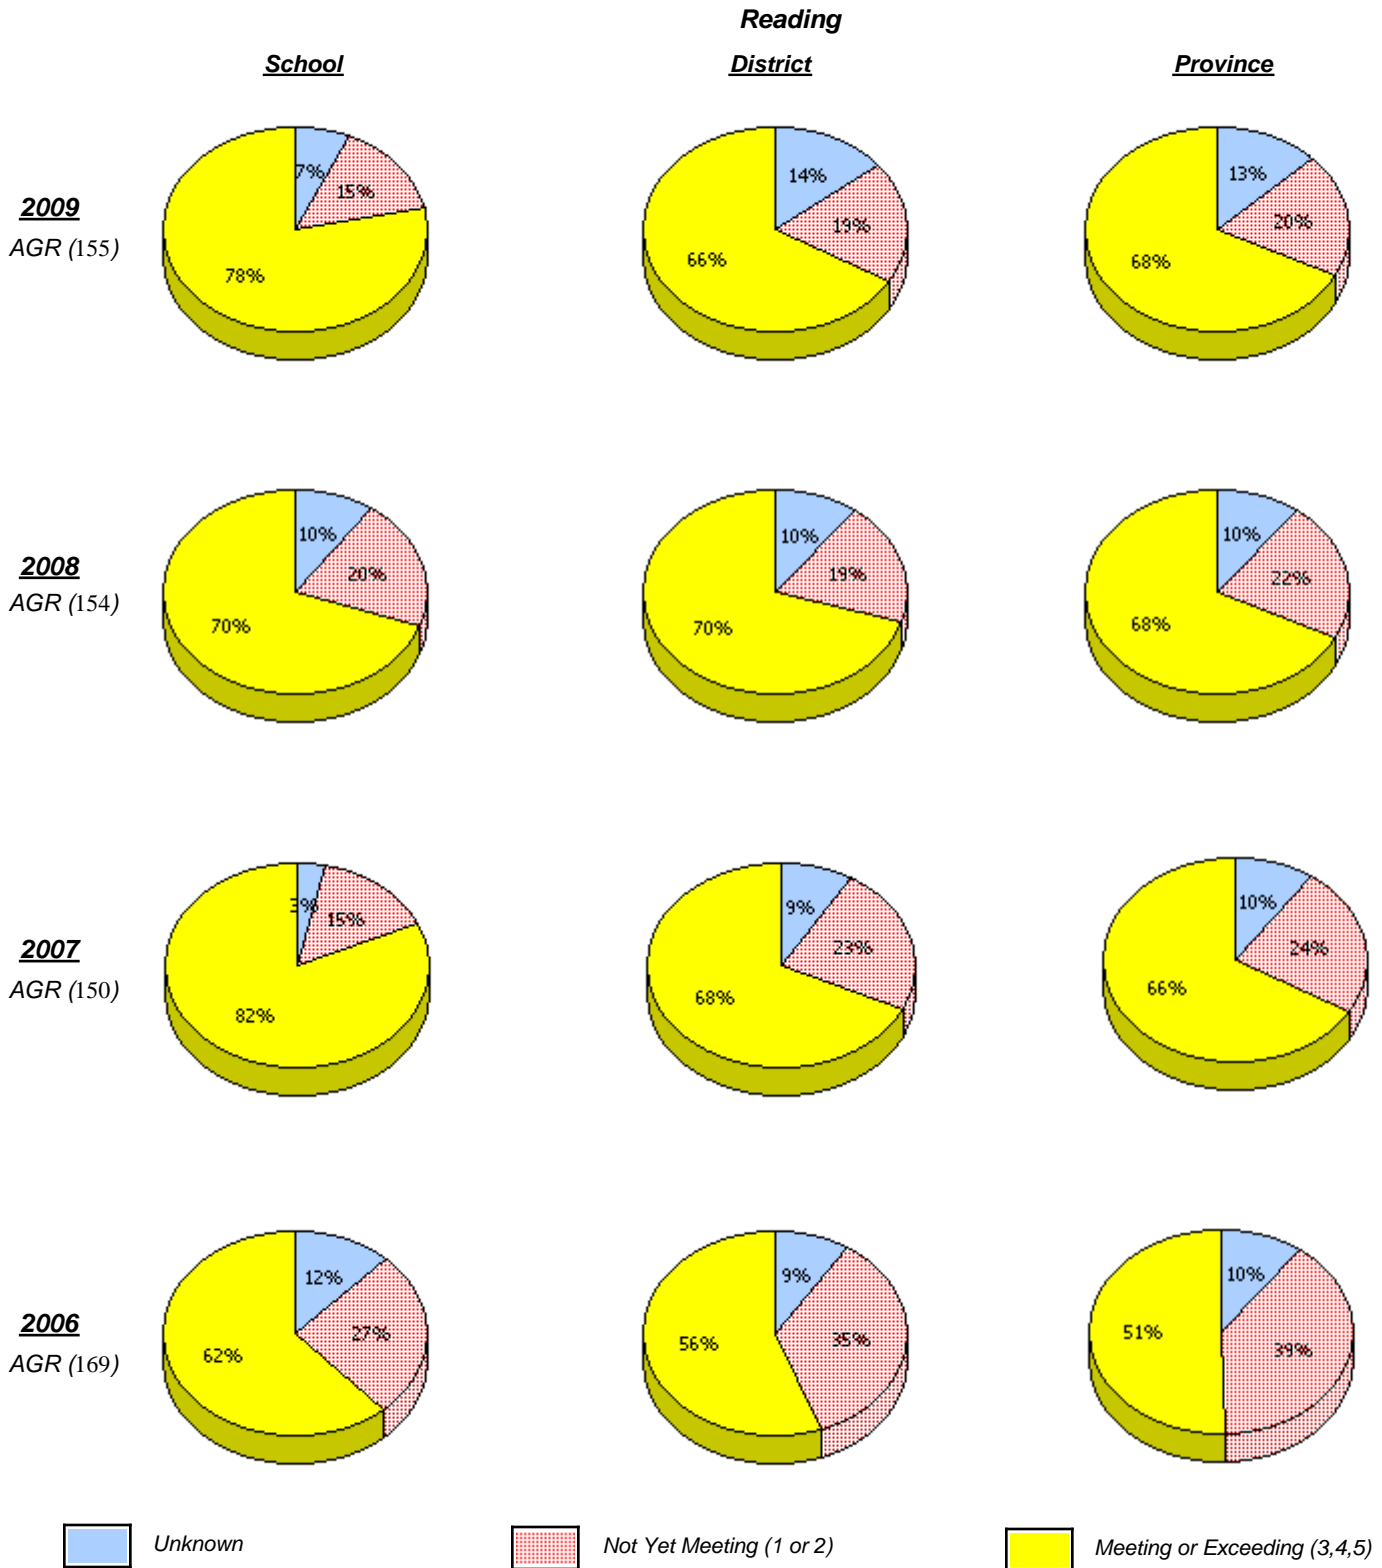 Reading
School District Province
7% 15% 78%
14% 19% 66%
13% 20% 68%
2009
AGR (155)
10% 20% 70%
10% 19% 70%
10% 22% 68%
2008
AGR (154)
3% 15% 82%
9% 23% 68%
10% 24% 66%
2007
AGR (150)
12% 27% 62%
9% 35% 56%
10% 39% 51%
2006
AGR (169)
Unknown Not Yet Meeting (1 or 2) Meeting or Exceeding (3,4,5)